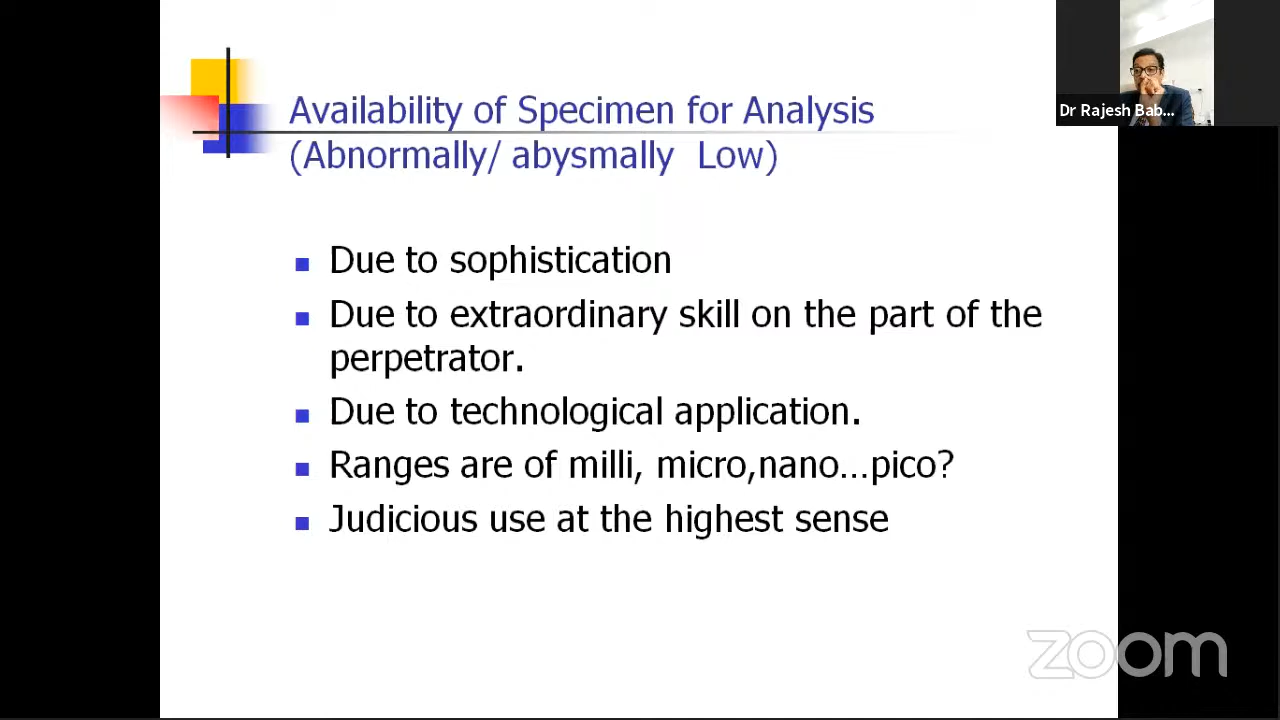 Availability of Specimen for Analysis
(Abnormally/ abysmally  Low)
Due to sophistication
Due to extraordinary skill on the part of the
perpetrator.
Due to technological application.
Ranges are of milli, micro,nano...pico?
Judicious use at the highest sense
Dr Rajesh Bab...
zoom